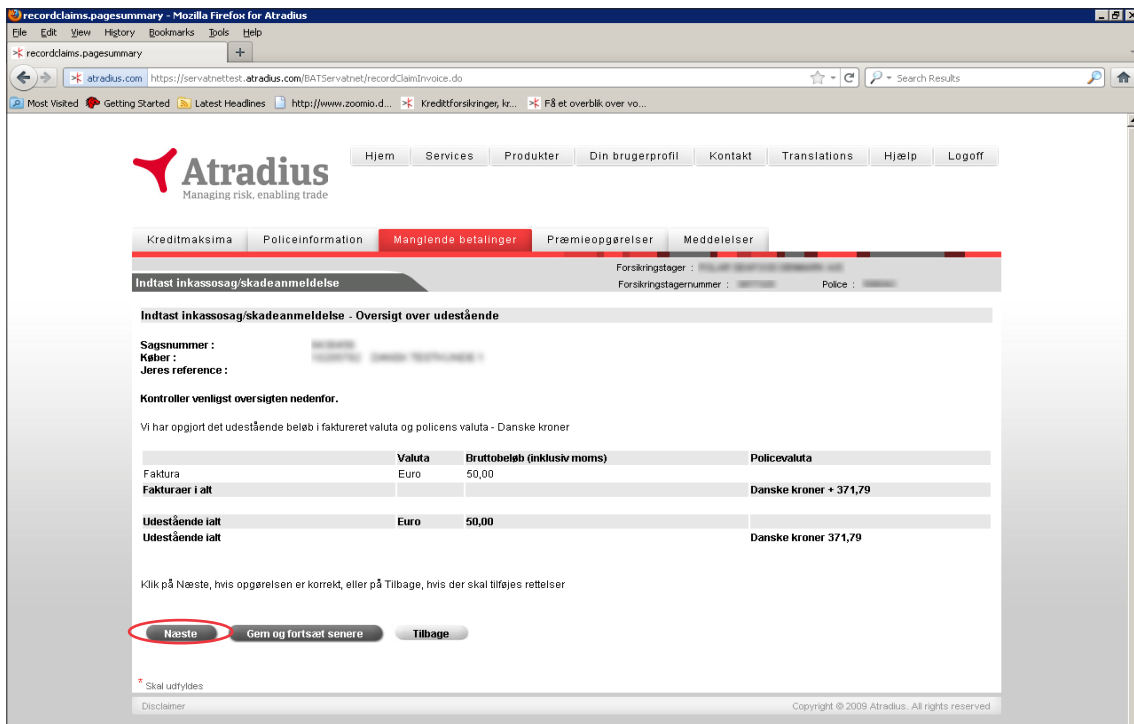 recordclaims.pagesummary - Mozilla Firefox for Atradius
File Edit View History Bookmarks Tools Help
recordclaims.pagesummary +
atradius.com https://servatnettest.atradius.com/BATServatnet/recordClaimInvoice.do Search Results
Most Visited Getting Started Latest Headlines http://www.zoomio.d... Kredittforsikringer, kr... Få et overblik over vo...
Hjem Services Produkter Din brugerprofil Kontakt Translations Hjælp Logoff
Atradius
Managing risk, enabling trade
Kreditmaksima Policeinformation Manglende betalinger Præmieopgørelser Meddelelser
Forsikringstager :
Indtast inkassosag/skadeanmeldelse Forsikringstagernummer : Police :
Indtast inkassosag/skadeanmeldelse - Oversigt over udestående
Sagsnummer :
Køber :
Jeres reference :
Kontroller venligst oversigten nedenfor.
Vi har opgjort det udestående beløb i faktureret valuta og policens valuta - Danske kroner
Valuta Bruttobeløb (inklusiv moms) Policevaluta
Faktura Euro 50,00
Fakturaer i alt Danske kroner + 371,79
Udestående ialt Euro 50,00
Udestående ialt Danske kroner 371,79
Klik på Næste, hvis opgørelsen er korrekt, eller på Tilbage, hvis der skal tilføjes rettelser
Næste Gem og fortsæt senere Tilbage
* Skal udfyldes
Disclaimer Copyright © 2009 Atradius. All rights reserved